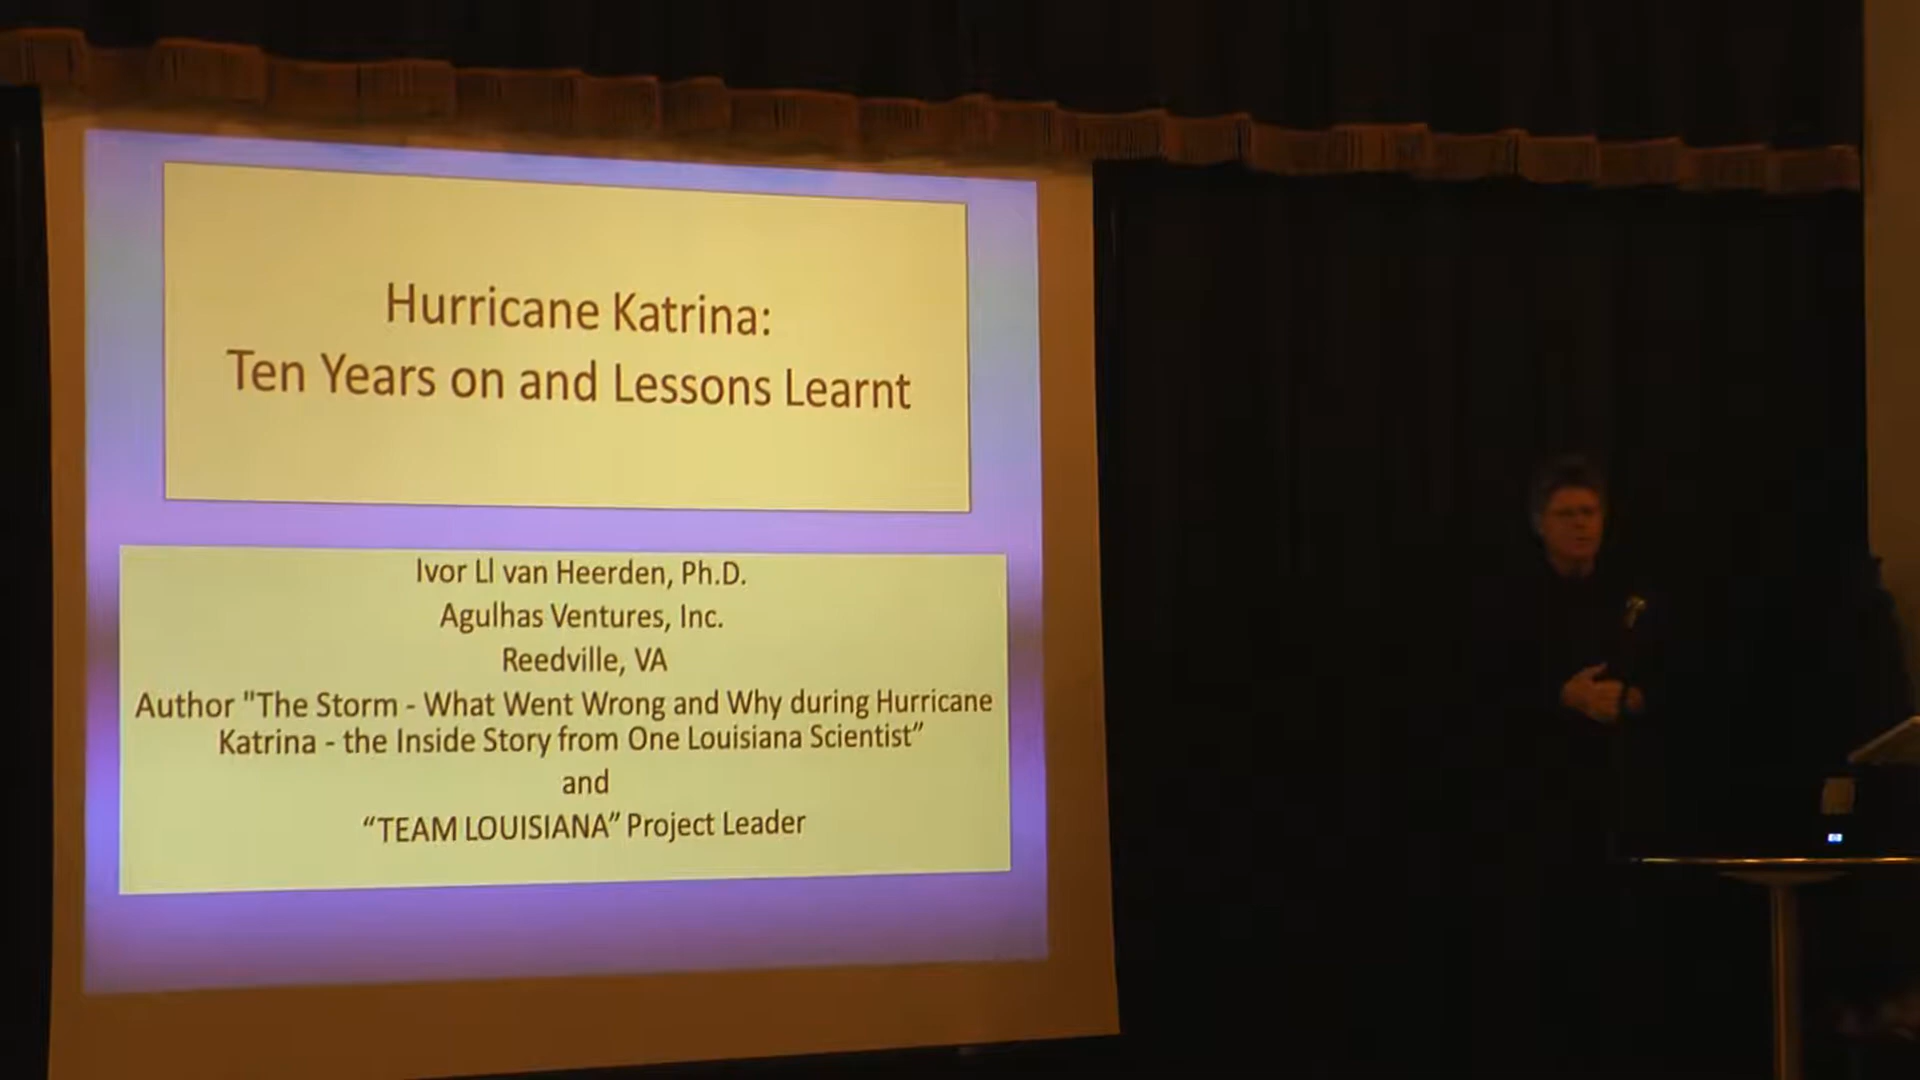 Hurricane Katrina:
Ten Years on and Lessons Learnt
Ivor Ll van Heerden, Ph.D.
Agulhas Ventures, Inc.
Reedville, VA
Author "The Storm - What Went Wrong and Why during Hurricane
Katrina - the Inside Story from One Louisiana Scientist”
and
“TEAM LOUISIANA” Project Leader